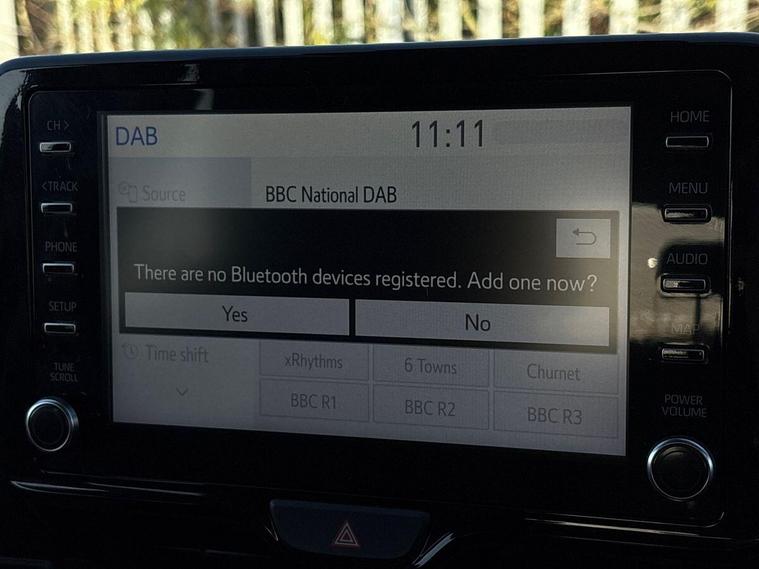 CH >
HOME
DAB
11:11
< TRACK
MENU
Source
BBC National DAB
PHONE
AUDIO
There are no Bluetooth devices registered. Add one now?
SETUP
Yes
No
MAP
Time shift
xRhythms
6 Towns
Churnet
TUNE
SCROLL
BBC R1
BBC R2
BBC R3
POWER
VOLUME